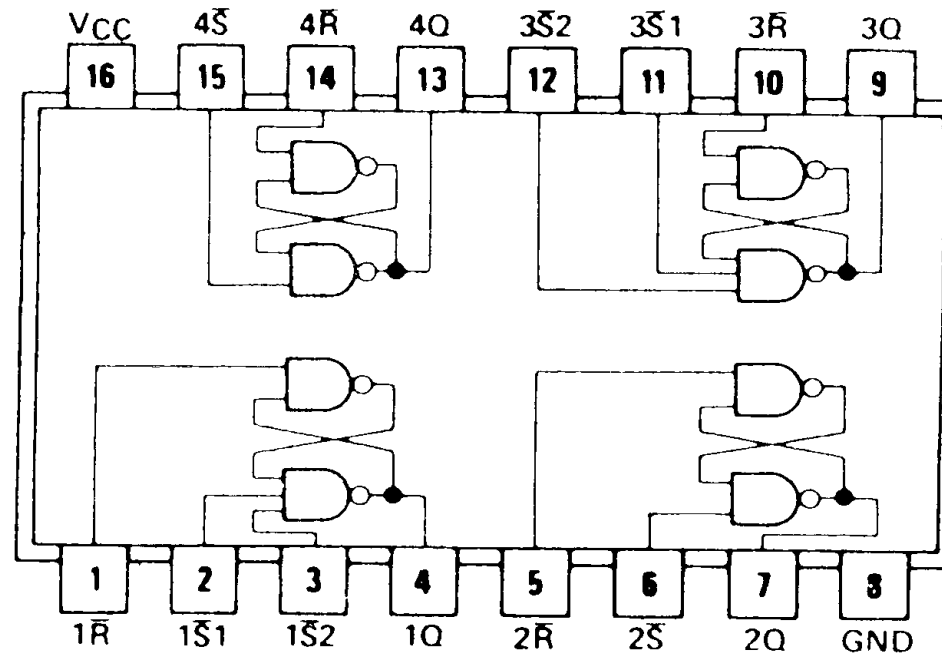 VCC 4S̅ 4R̅ 4Q 3S̅2 3S̅1 3R̅ 3Q
16 15 14 13 12 11 10 9
1 2 3 4 5 6 7 8
1R̅ 1S̅1 1S̅2 1Q 2R̅ 2S̅ 2Q GND